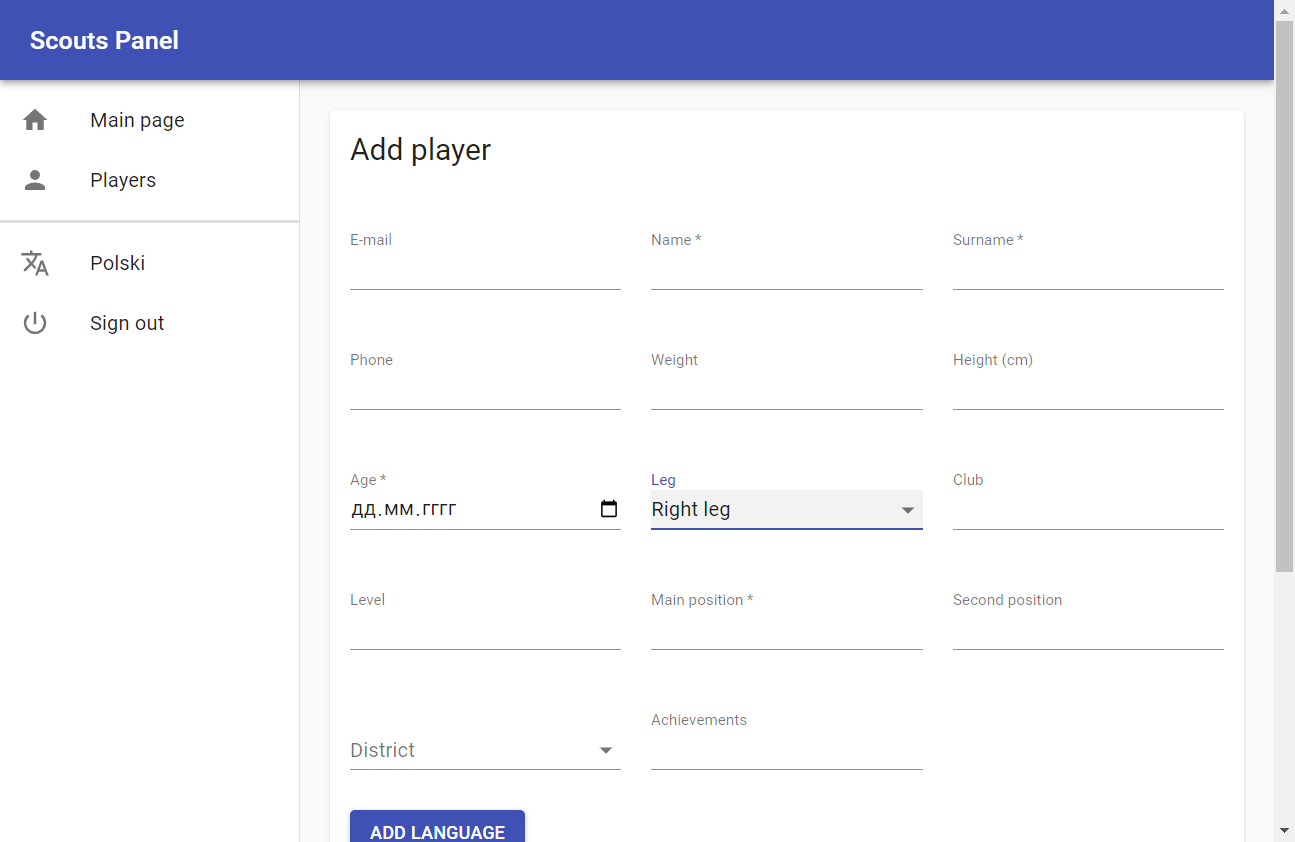 Scouts Panel
Main page
Players
Polski
Sign out
Add player
E-mail
Name *
Surname *
Phone
Weight
Height (cm)
Age *
дд.мм.гггг
Leg
Right leg
Club
Level
Main position *
Second position
District
Achievements
ADD LANGUAGE